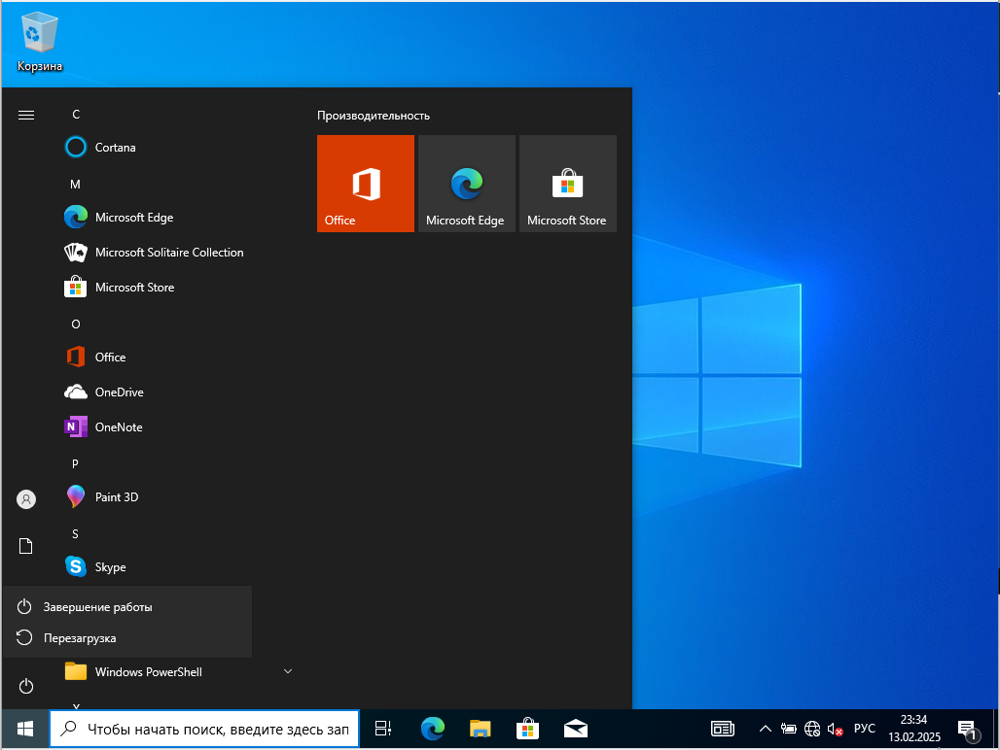 Корзина
C
Cortana
M
Microsoft Edge
Microsoft Solitaire Collection
Microsoft Store
O
Office
OneDrive
OneNote
P
Paint 3D
S
Skype
Завершение работы
Перезагрузка
Windows PowerShell
Производительность
Office
Microsoft Edge
Microsoft Store
Чтобы начать поиск, введите здесь зап
РУС
23:34
13.02.2025
1